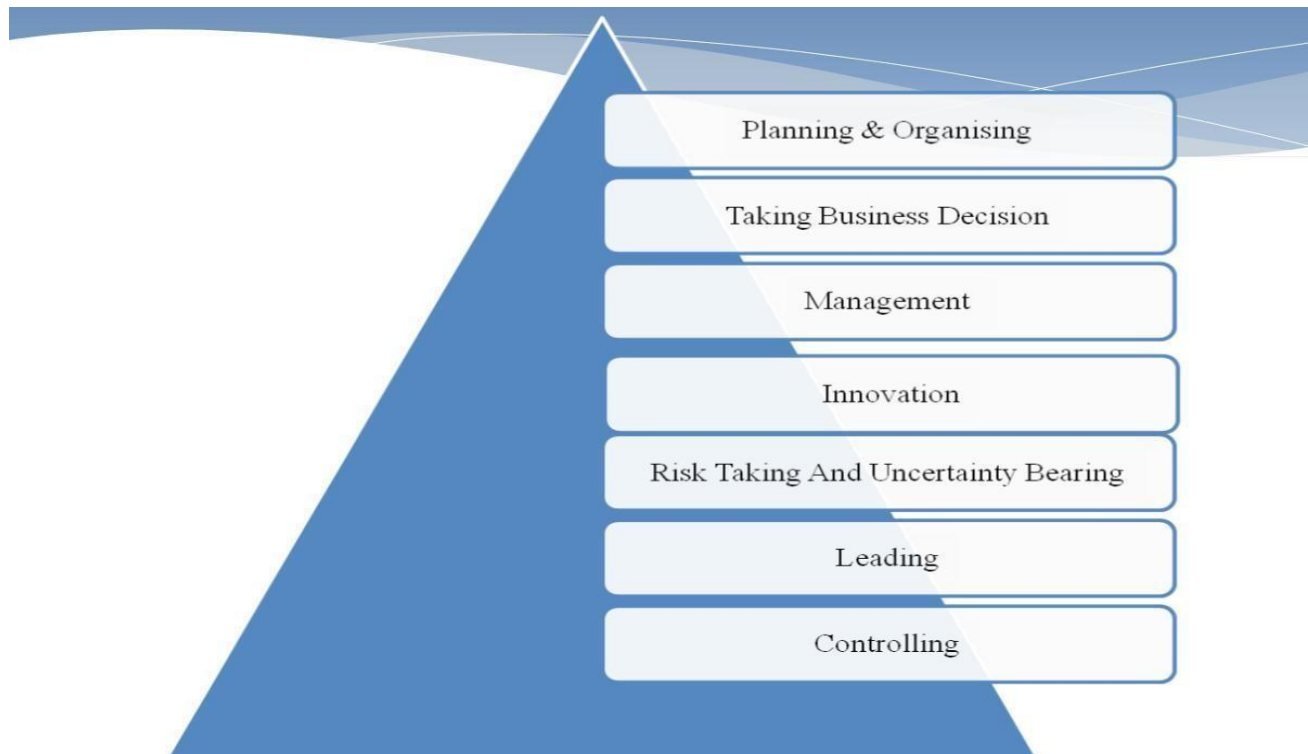 Planning & Organising
Taking Business Decision
Management
Innovation
Risk Taking And Uncertainty Bearing
Leading
Controlling